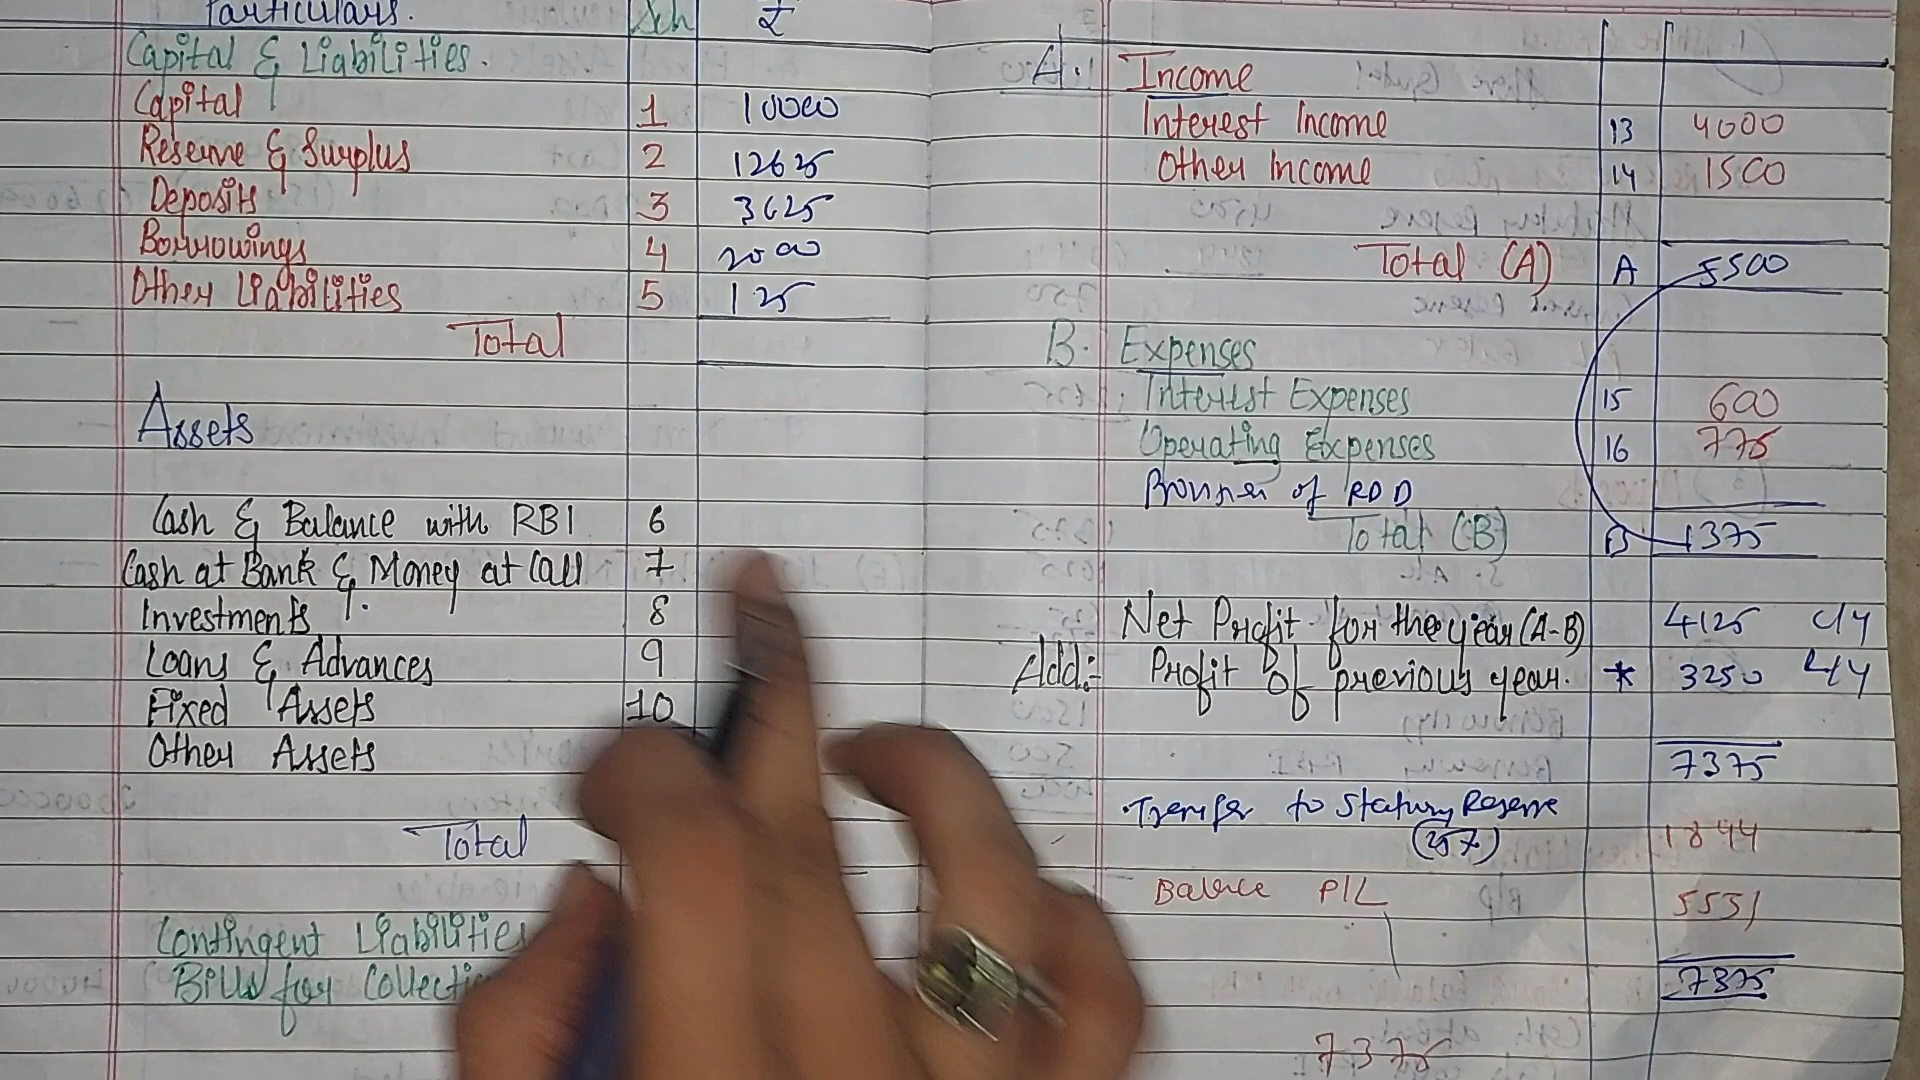 Particulars. Sch ₹
Capital & Liabilities.
Capital 1 10000
Reserve & Surplus 2 12625
Deposits 3 3625
Borrowings 4 2000
Other Liabilities 5 125
Total
Assets
Cash & Balance with RBI 6
Cash at Bank & Money at Call 7
Investments 8
Loans & Advances 9
Fixed Assets 10
Other Assets
Total
Contingent Liabilities
Bills for
A. Income
Interest Income 13 4000
Other Income 14 1500
Total (A) A 5500
B. Expenses
Interest Expenses 15 600
Operating Expenses 16 775
of RDD
Total (B) B 1375
Net Profit for the year (A-B) 4125 C/Y
Add:- Profit of previous year. * 3250 L/Y
7375
Transfer to Statury Reserve
(25%) 1844
Balance P/L 5531
7375
7375